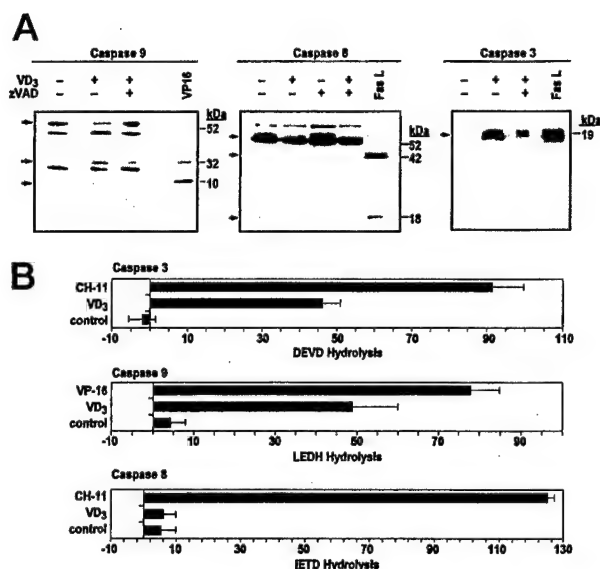 A
Caspase 9
VD3 - + +
zVAD - - +
VP16
kDa
52
32
10
Caspase 8
- + - +
- - + +
Fas L
kDa
52
42
18
Caspase 3
- + +
- - +
Fas L
kDa
19
B
Caspase 3
CH-11
VD3
control
-10 10 30 50 70 90 110
DEVD Hydrolysis
Caspase 9
VP-16
VD3
control
-10 10 30 50 70 90
LEDH Hydrolysis
Caspase 8
CH-11
VD3
control
-10 10 30 50 70 90 110 130
IETD Hydrolysis